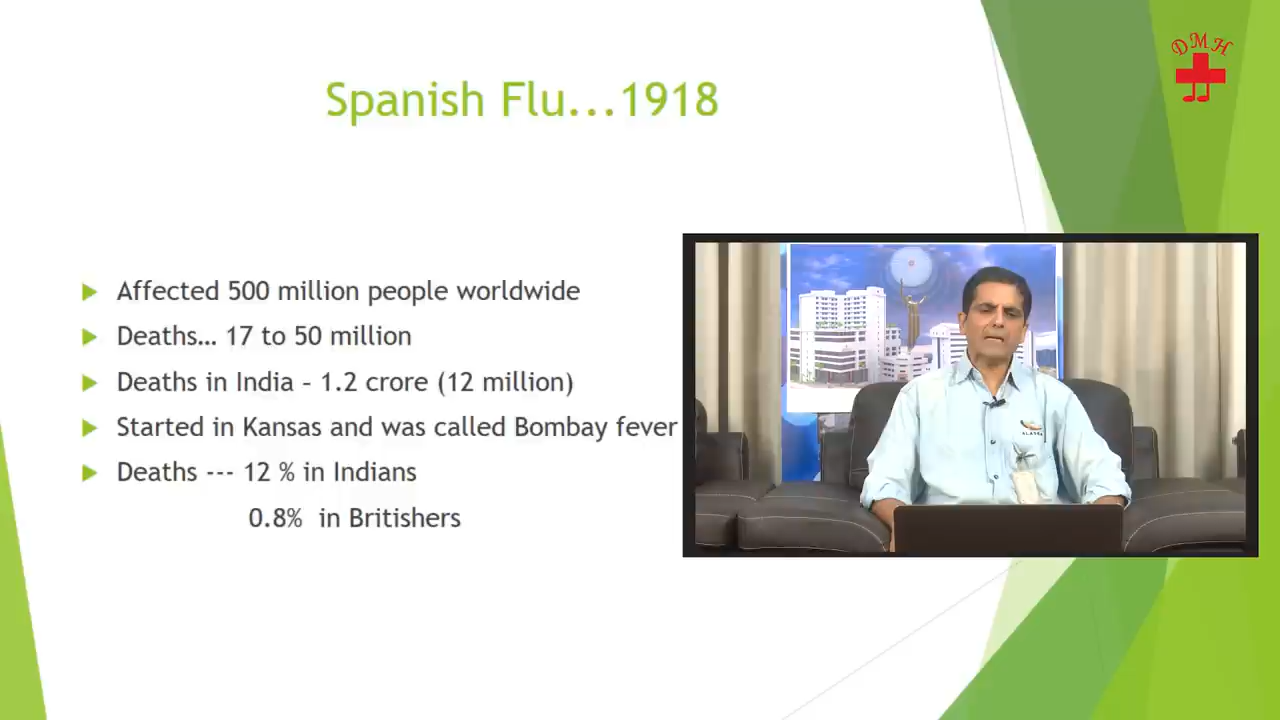 DMH
Spanish Flu...1918
Affected 500 million people worldwide
Deaths… 17 to 50 million
Deaths in India – 1.2 crore (12 million)
Started in Kansas and was called Bombay fever
Deaths --- 12 % in Indians
0.8% in Britishers